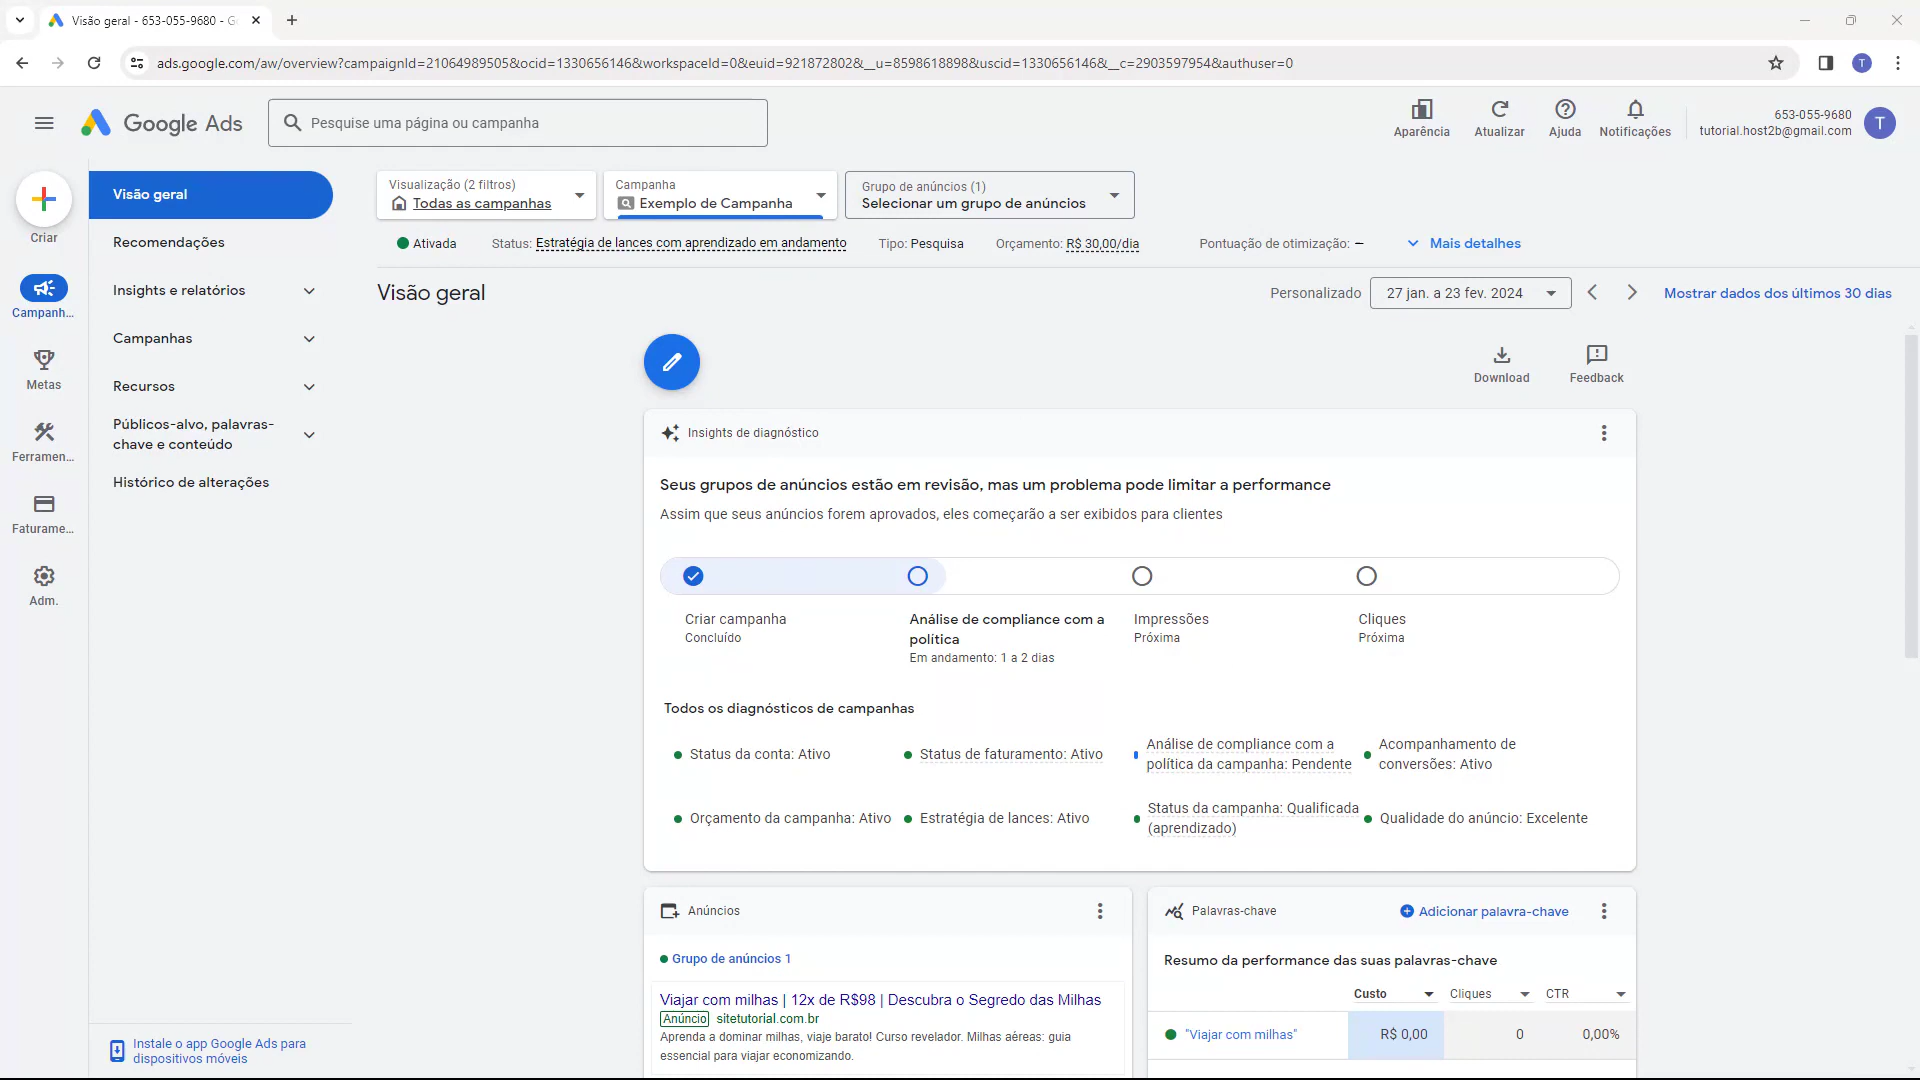 Visão geral - 653-055-9680 - G
ads.google.com/aw/overview?campaignId=21064989505&ocid=1330656146&workspaceId=0&euid=921872802&__u=8598618898&uscid=1330656146&__c=2903597954&authuser=0
T
Google Ads
Pesquise uma página ou campanha
Aparência
Atualizar
Ajuda
Notificações
653-055-9680
tutorial.host2b@gmail.com
T
Criar
Campanh...
Metas
Ferramen...
Faturame...
Adm.
Visão geral
Recomendações
Insights e relatórios
Campanhas
Recursos
Públicos-alvo, palavras-
chave e conteúdo
Histórico de alterações
Instale o app Google Ads para
dispositivos móveis
Visualização (2 filtros)
Todas as campanhas
Campanha
Exemplo de Campanha
Grupo de anúncios (1)
Selecionar um grupo de anúncios
Ativada
Status: Estratégia de lances com aprendizado em andamento
Tipo: Pesquisa
Orçamento: R$ 30,00/dia
Pontuação de otimização: –
Mais detalhes
Visão geral
Personalizado
27 jan. a 23 fev. 2024
Mostrar dados dos últimos 30 dias
Download
Feedback
Insights de diagnóstico
Seus grupos de anúncios estão em revisão, mas um problema pode limitar a performance
Assim que seus anúncios forem aprovados, eles começarão a ser exibidos para clientes
Criar campanha
Concluído
Análise de compliance com a
política
Em andamento: 1 a 2 dias
Impressões
Próxima
Cliques
Próxima
Todos os diagnósticos de campanhas
Status da conta: Ativo
Status de faturamento: Ativo
Análise de compliance com a
política da campanha: Pendente
Acompanhamento de
conversões: Ativo
Orçamento da campanha: Ativo
Estratégia de lances: Ativo
Status da campanha: Qualificada
(aprendizado)
Qualidade do anúncio: Excelente
Anúncios
Grupo de anúncios 1
Viajar com milhas | 12x de R$98 | Descubra o Segredo das Milhas
Anúncio sitetutorial.com.br
Aprenda a dominar milhas, viaje barato! Curso revelador. Milhas aéreas: guia
essencial para viajar economizando.
Palavras-chave
Adicionar palavra-chave
Resumo da performance das suas palavras-chave
Custo
Cliques
CTR
"Viajar com milhas"
R$ 0,00
0
0,00%